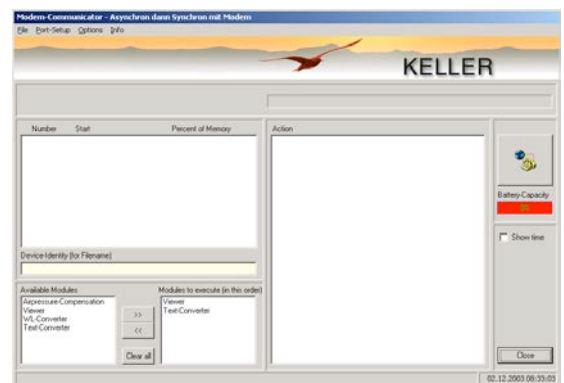 Modem-Communicator - Asynchron dann Synchron mit Modem
File Port-Setup Options Info
KELLER
Number Start Percent of Memory
Action
Battery-Capacity
Show time
Device-Identity (for Filename)
Available Modules
Modules to execute (in this order)
Airpressure-Compensation
Viewer
WL-Converter
Text-Converter
>>
<<
Clear all
Viewer
Text-Converter
Close
02.12.2003 08:33:03